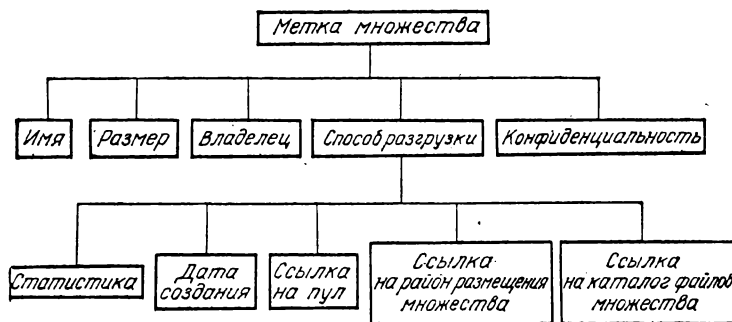 Метка множества
Имя
Размер
Владелец
Способ разгрузки
Конфиденциальность
Статистика
Дата
создания
Ссылка
на пул
Ссылка
на район размещения
множества
Ссылка
на каталог файлов
множества